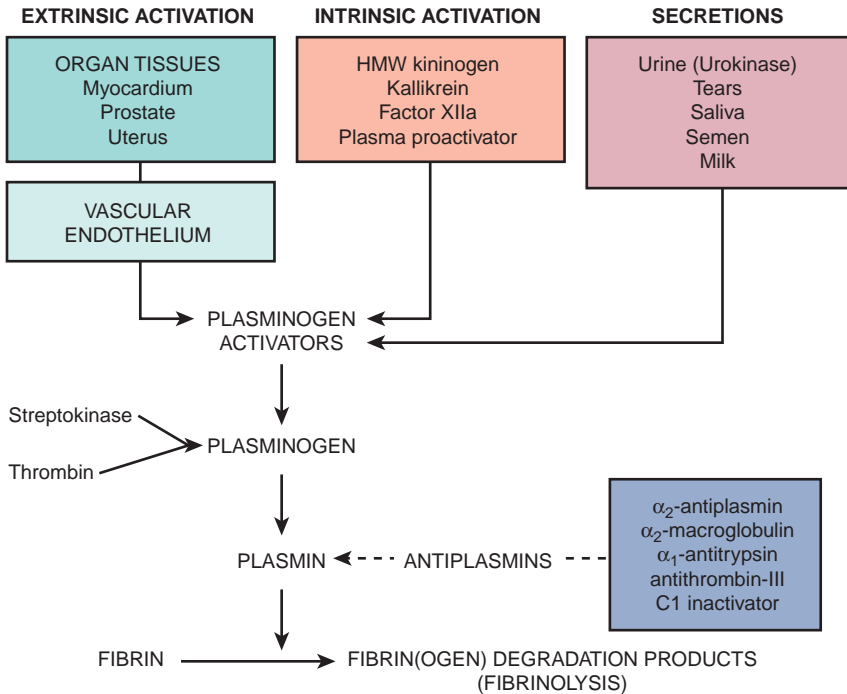 EXTRINSIC ACTIVATION
ORGAN TISSUES
Myocardium
Prostate
Uterus
VASCULAR
ENDOTHELIUM
INTRINSIC ACTIVATION
HMW kininogen
Kallikrein
Factor XIIa
Plasma proactivator
SECRETIONS
Urine (Urokinase)
Tears
Saliva
Semen
Milk
PLASMINOGEN
ACTIVATORS
Streptokinase
Thrombin
PLASMINOGEN
PLASMIN
ANTIPLASMINS
α₂-antiplasmin
α₂-macroglobulin
α₁-antitrypsin
antithrombin-III
C1 inactivator
FIBRIN
FIBRIN(OGEN) DEGRADATION PRODUCTS
(FIBRINOLYSIS)